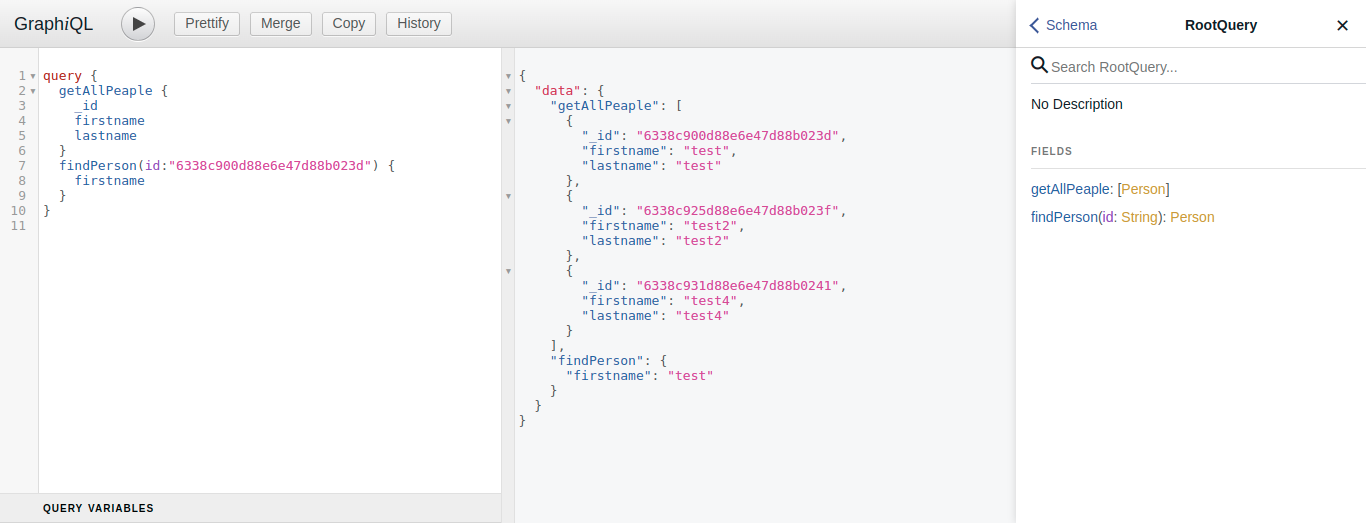 GraphiQL Prettify Merge Copy History
1 query {
2   getAllPeaple {
3     _id
4     firstname
5     lastname
6   }
7   findPerson(id:"6338c900d88e6e47d88b023d") {
8     firstname
9   }
10 }
11
QUERY VARIABLES
{
  "data": {
    "getAllPeaple": [
      {
        "_id": "6338c900d88e6e47d88b023d",
        "firstname": "test",
        "lastname": "test"
      },
      {
        "_id": "6338c925d88e6e47d88b023f",
        "firstname": "test2",
        "lastname": "test2"
      },
      {
        "_id": "6338c931d88e6e47d88b0241",
        "firstname": "test4",
        "lastname": "test4"
      }
    ],
    "findPerson": {
      "firstname": "test"
    }
  }
}
Schema RootQuery ✕
Search RootQuery...
No Description
FIELDS
getAllPeaple: [Person]
findPerson(id: String): Person